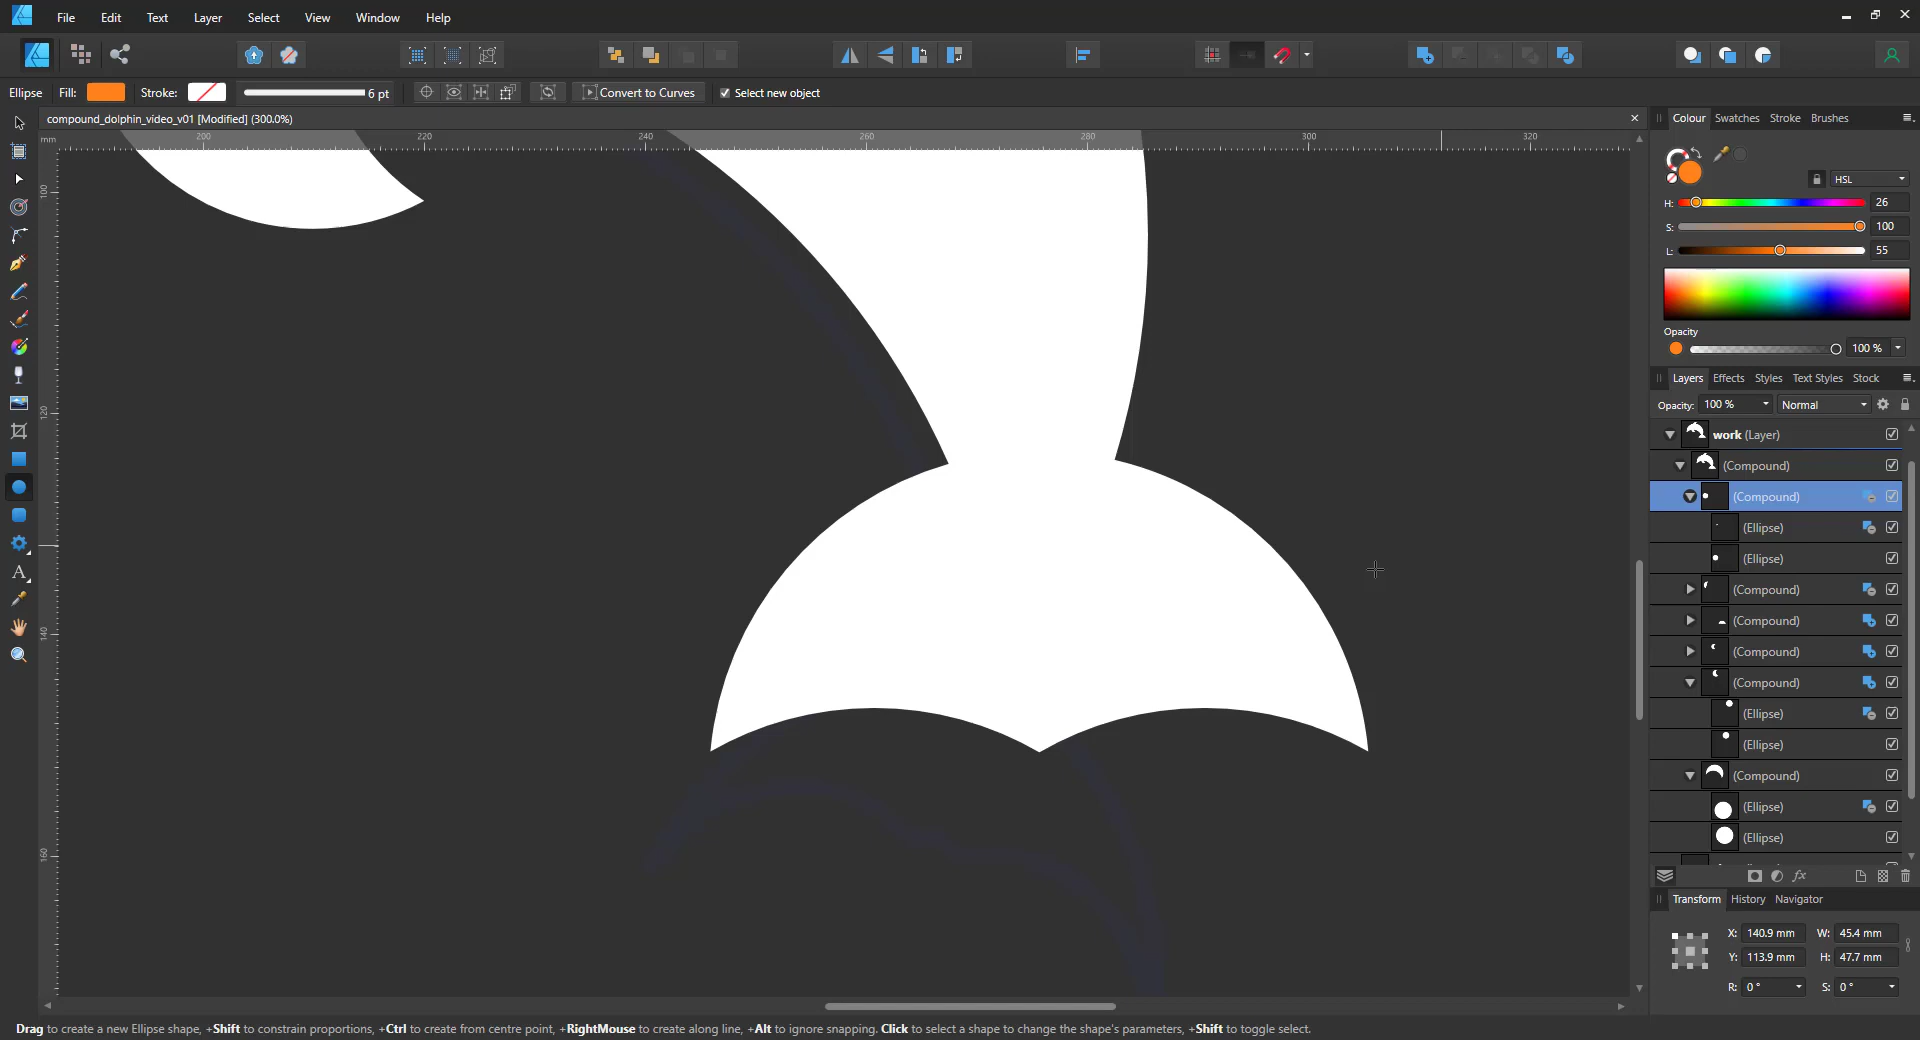 File Edit Text Layer Select View Window Help
Ellipse Fill: Stroke: 6 pt Convert to Curves Select new object
compound_dolphin_video_v01 [Modified] (300.0%)
mm 200 220 240 260 280 300 320
100
120
140
160
Colour Swatches Stroke Brushes
HSL
H: 26
S: 100
L: 55
Opacity
100 %
Layers Effects Styles Text Styles Stock
Opacity: 100 % Normal
work (Layer)
(Compound)
(Compound)
(Ellipse)
(Ellipse)
(Compound)
(Compound)
(Compound)
(Compound)
(Ellipse)
(Ellipse)
(Compound)
(Ellipse)
(Ellipse)
fx
Transform History Navigator
X: 140.9 mm W: 45.4 mm
Y: 113.9 mm H: 47.7 mm
R: 0 ° S: 0 °
Drag to create a new Ellipse shape, +Shift to constrain proportions, +Ctrl to create from centre point, +RightMouse to create along line, +Alt to ignore snapping. Click to select a shape to change the shape's parameters, +Shift to toggle select.